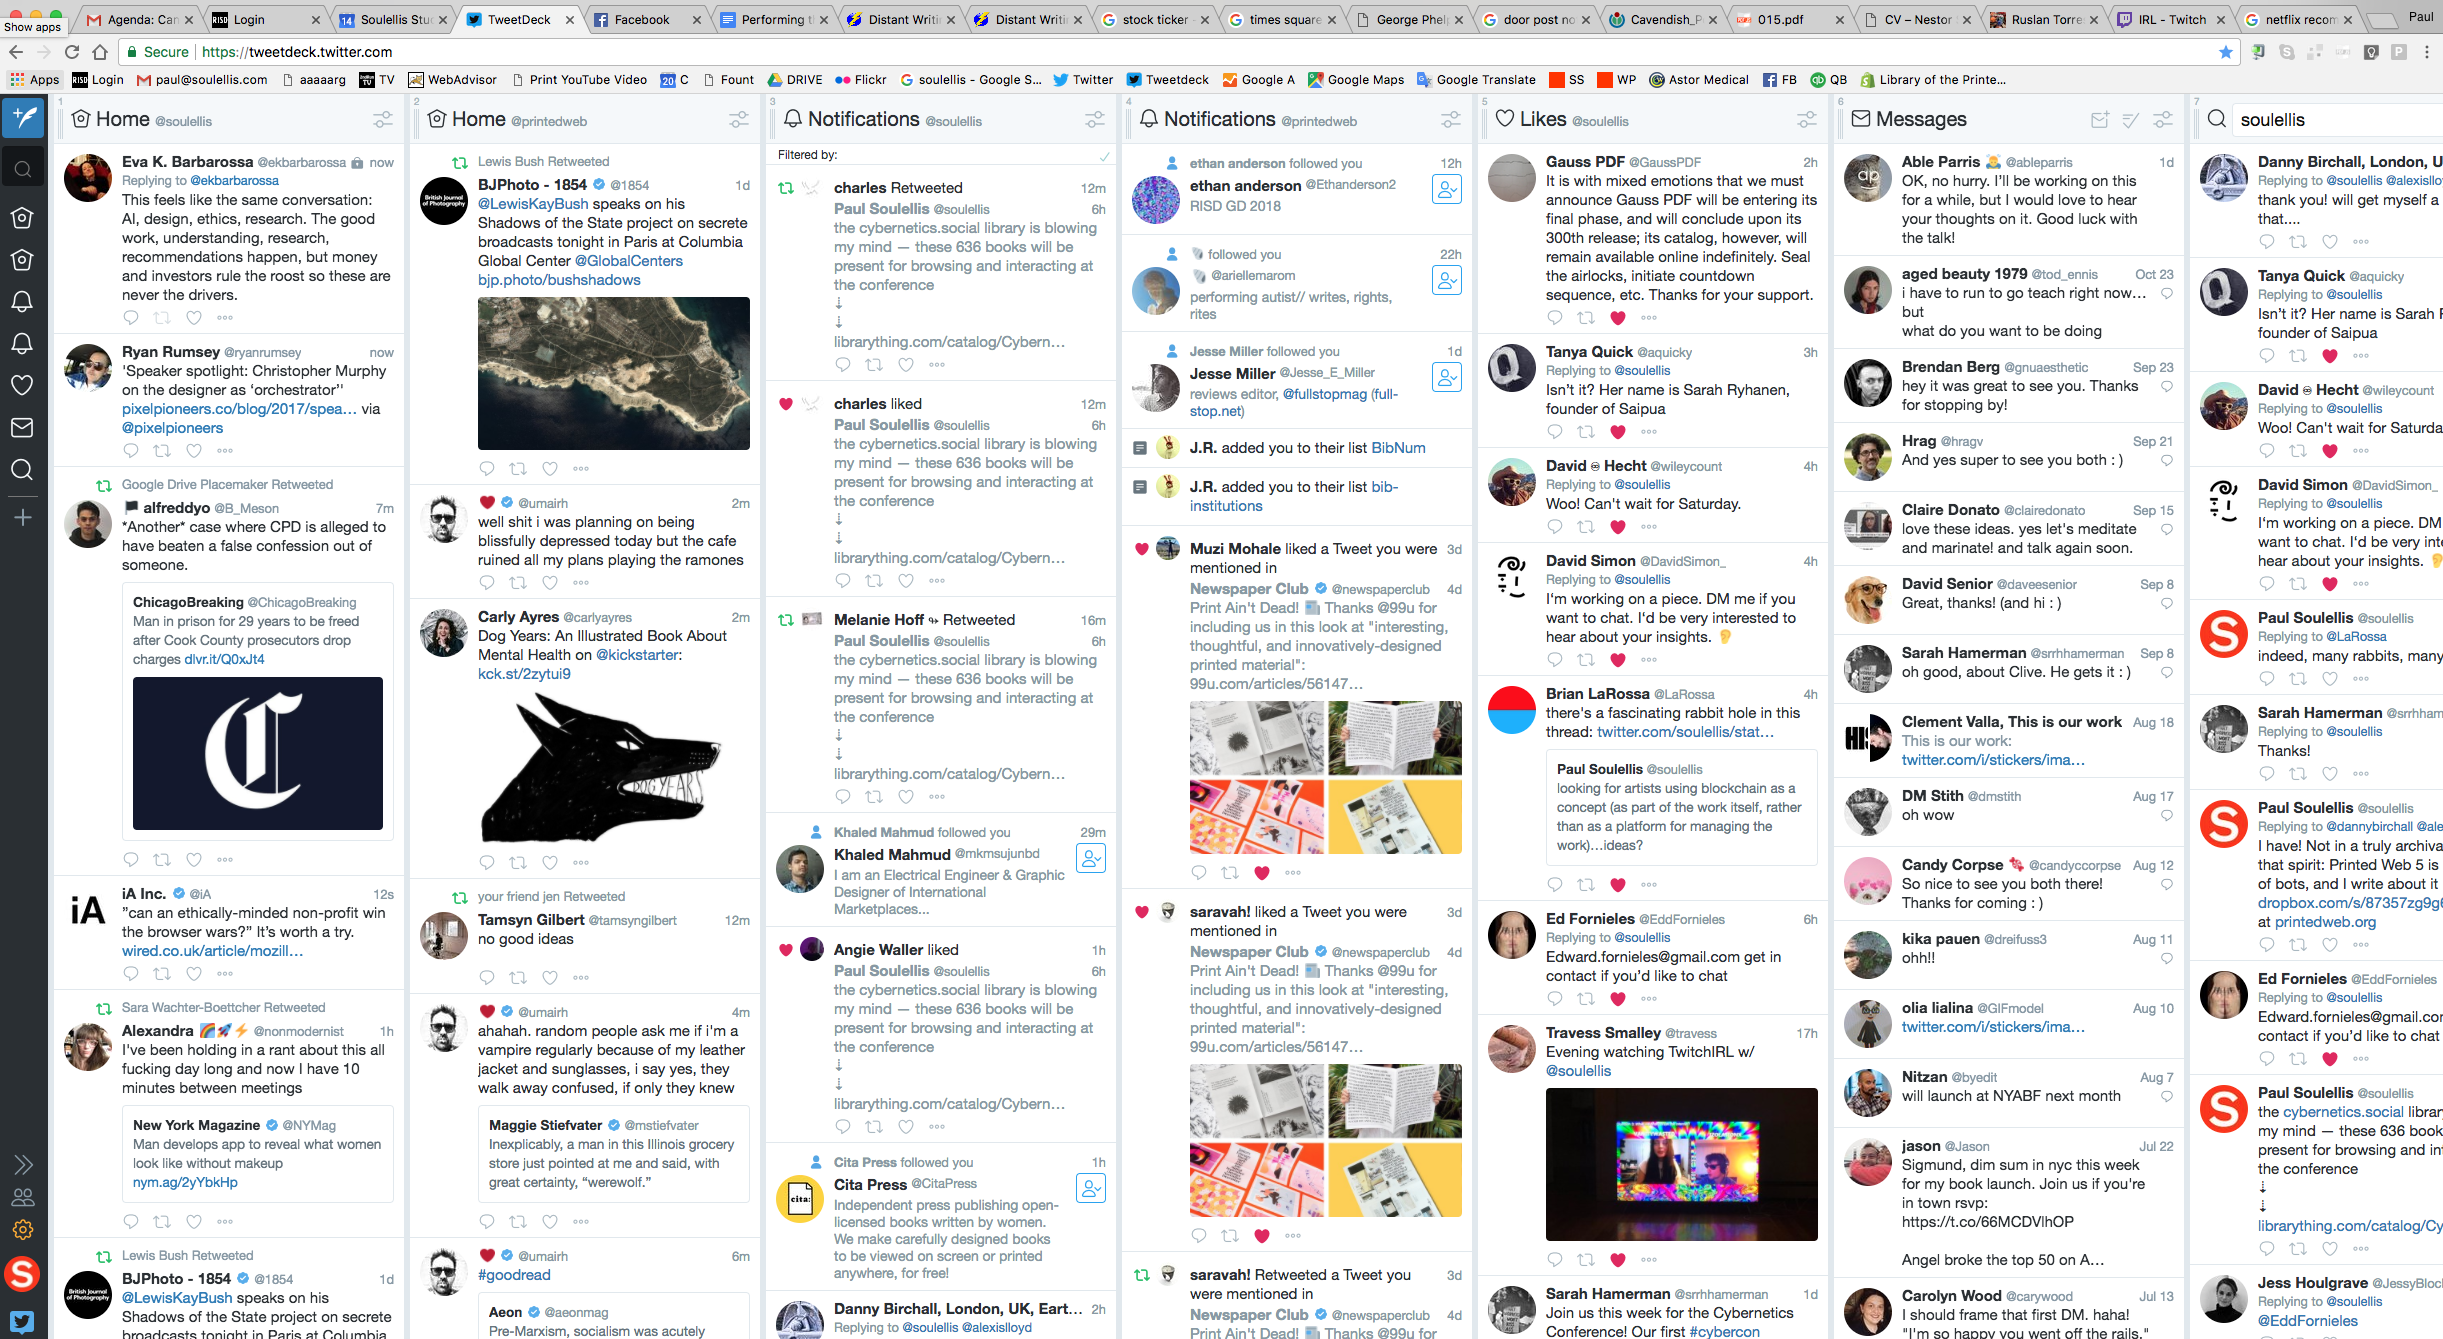 Show apps
Agenda: Can
Login
Soulellis Stu
TweetDeck
Facebook
Performing t
Distant Writi
Distant Writi
stock ticker
times square
George Phel
door post no
Cavendish_P
015.pdf
CV – Nestor
Ruslan Torre
IRL - Twitch
netflix recom
Paul
Secure https://tweetdeck.twitter.com
Apps
Login
paul@soulellis.com
aaaaarg
TV
WebAdvisor
Print YouTube Video
C
Fount
DRIVE
Flickr
soulellis - Google S...
Twitter
Tweetdeck
Google A
Google Maps
Google Translate
SS
WP
Astor Medical
FB
QB
Library of the Printe...
1
Home @soulellis
Eva K. Barbarossa @ekbarbarossa now
Replying to @ekbarbarossa
This feels like the same conversation:
AI, design, ethics, research. The good
work, understanding, research,
recommendations happen, but money
and investors rule the roost so these are
never the drivers.
Ryan Rumsey @ryanrumsey now
'Speaker spotlight: Christopher Murphy
on the designer as ‘orchestrator’'
pixelpioneers.co/blog/2017/spea… via
@pixelpioneers
Google Drive Placemaker Retweeted
alfreddyo @B_Meson 7m
*Another* case where CPD is alleged to
have beaten a false confession out of
someone.
ChicagoBreaking @ChicagoBreaking
Man in prison for 29 years to be freed
after Cook County prosecutors drop
charges dlvr.it/Q0xJt4
C
iA
iA Inc. @iA 12s
"can an ethically-minded non-profit win
the browser wars?" It’s worth a try.
wired.co.uk/article/mozill…
Sara Wachter-Boettcher Retweeted
Alexandra @nonmodernist 1h
I've been holding in a rant about this all
fucking day long and now I have 10
minutes between meetings
New York Magazine @NYMag
Man develops app to reveal what women
look like without makeup
nym.ag/2yYbkHp
Lewis Bush Retweeted
BJPhoto - 1854 @1854 1d
@LewisKayBush speaks on his
Shadows of the State project on secrete
broadcasts tonight in Paris at Columbia
2
Home @printedweb
Lewis Bush Retweeted
BJPhoto - 1854 @1854 1d
@LewisKayBush speaks on his
Shadows of the State project on secrete
broadcasts tonight in Paris at Columbia
Global Center @GlobalCenters
bjp.photo/bushshadows
@umairh 2m
well shit i was planning on being
blissfully depressed today but the cafe
ruined all my plans playing the ramones
Carly Ayres @carlyayres 2m
Dog Years: An Illustrated Book About
Mental Health on @kickstarter:
kck.st/2zytui9
DOG YEARS
your friend jen Retweeted
Tamsyn Gilbert @tamsyngilbert 12m
no good ideas
@umairh 4m
ahahah. random people ask me if i'm a
vampire regularly because of my leather
jacket and sunglasses, i say yes, they
walk away confused, if only they knew
Maggie Stiefvater @mstiefvater
Inexplicably, a man in this Illinois grocery
store just pointed at me and said, with
great certainty, “werewolf.”
@umairh 6m
#goodread
Aeon @aeonmag
Pre-Marxism, socialism was acutely
3
Notifications @soulellis
Filtered by:
charles Retweeted 12m
Paul Soulellis @soulellis 6h
the cybernetics.social library is blowing
my mind — these 636 books will be
present for browsing and interacting at
the conference
⇣
⇣
librarything.com/catalog/Cybern…
charles liked 12m
Paul Soulellis @soulellis 6h
the cybernetics.social library is blowing
my mind — these 636 books will be
present for browsing and interacting at
the conference
⇣
⇣
librarything.com/catalog/Cybern…
Melanie Hoff Retweeted 16m
Paul Soulellis @soulellis 6h
the cybernetics.social library is blowing
my mind — these 636 books will be
present for browsing and interacting at
the conference
⇣
⇣
librarything.com/catalog/Cybern…
Khaled Mahmud followed you 29m
Khaled Mahmud @mkmsujunbd
I am an Electrical Engineer & Graphic
Designer of International
Marketplaces...
Angie Waller liked 1h
Paul Soulellis @soulellis 6h
the cybernetics.social library is blowing
my mind — these 636 books will be
present for browsing and interacting at
the conference
⇣
⇣
librarything.com/catalog/Cybern…
Cita Press followed you 1h
cita:
Cita Press @CitaPress
Independent press publishing open-
licensed books written by women.
We make carefully designed books
to be viewed on screen or printed
anywhere, for free!
Danny Birchall, London, UK, Eart… 2h
Replying to @soulellis @alexislloyd
4
Notifications @printedweb
ethan anderson followed you 12h
ethan anderson @Ethanderson2
RISD GD 2018
followed you 22h
@ariellemarom
performing autist// writes, rights,
rites
Jesse Miller followed you 1d
Jesse Miller @Jesse_E_Miller
reviews editor, @fullstopmag (full-
stop.net)
J.R. added you to their list BibNum
J.R. added you to their list bib-
institutions
Muzi Mohale liked a Tweet you were 3d
mentioned in
Newspaper Club @newspaperclub 4d
Print Ain't Dead! Thanks @99u for
including us in this look at "interesting,
thoughtful, and innovatively-designed
printed material":
99u.com/articles/56147…
saravah! liked a Tweet you were 3d
mentioned in
Newspaper Club @newspaperclub 4d
Print Ain't Dead! Thanks @99u for
including us in this look at "interesting,
thoughtful, and innovatively-designed
printed material":
99u.com/articles/56147…
saravah! Retweeted a Tweet you 3d
were mentioned in
Newspaper Club @newspaperclub 4d
Print Ain't Dead! Thanks @99u for
5
Likes @soulellis
Gauss PDF @GaussPDF 2h
It is with mixed emotions that we must
announce Gauss PDF will be entering its
final phase, and will conclude upon its
300th release; its catalog, however, will
remain available online indefinitely. Seal
the airlocks, initiate countdown
sequence, etc. Thanks for your support.
Tanya Quick @aquicky 3h
Replying to @soulellis
Isn’t it? Her name is Sarah Ryhanen,
founder of Saipua
David Hecht @wileycount 4h
Replying to @soulellis
Woo! Can't wait for Saturday.
David Simon @DavidSimon_ 4h
Replying to @soulellis
I‘m working on a piece. DM me if you
want to chat. I‘d be very interested to
hear about your insights.
Brian LaRossa @LaRossa 4h
there's a fascinating rabbit hole in this
thread: twitter.com/soulellis/stat…
Paul Soulellis @soulellis
looking for artists using blockchain as a
concept (as part of the work itself, rather
than as a platform for managing the
work)...ideas?
Ed Fornieles @EddFornieles 6h
Replying to @soulellis
Edward.fornieles@gmail.com get in
contact if you’d like to chat
Travess Smalley @travess 17h
Evening watching TwitchIRL w/
@soulellis
Sarah Hamerman @srrhhamerman 1d
Join us this week for the Cybernetics
Conference! Our first #cybercon
6
Messages
Able Parris @ableparris 1d
OK, no hurry. I'll be working on this
for a while, but I would love to hear
your thoughts on it. Good luck with
the talk!
aged beauty 1979 @tod_ennis Oct 23
i have to run to go teach right now…
but
what do you want to be doing
Brendan Berg @gnuaesthetic Sep 23
hey it was great to see you. Thanks
for stopping by!
Hrag @hragv Sep 21
And yes super to see you both : )
Claire Donato @clairedonato Sep 15
love these ideas. yes let's meditate
and marinate! and talk again soon.
David Senior @daveesenior Sep 8
Great, thanks! (and hi : )
Sarah Hamerman @srrhhamerman Sep 8
oh good, about Clive. He gets it : )
Clement Valla, This is our work Aug 18
This is our work:
twitter.com/i/stickers/ima…
DM Stith @dmstith Aug 17
oh wow
Candy Corpse @candyccorpse Aug 12
So nice to see you both there!
Thanks for coming : )
kika pauen @dreifuss3 Aug 11
ohh!!
olia lialina @GIFmodel Aug 10
twitter.com/i/stickers/ima…
Nitzan @byedit Aug 7
will launch at NYABF next month
jason @Jason Jul 22
Sigmund, dim sum in nyc this week
for my book launch. Join us if you're
in town rsvp:
https://t.co/66MCDVlhOP
Angel broke the top 50 on A…
Carolyn Wood @carywood Jul 13
I should frame that first DM. haha!
"I'm so happy you went off the rails."
7
soulellis
Danny Birchall, London, U
Replying to @soulellis @alexisllo
thank you! will get myself a
that....
Tanya Quick @aquicky
Replying to @soulellis
Isn’t it? Her name is Sarah R
founder of Saipua
David Hecht @wileycount
Replying to @soulellis
Woo! Can't wait for Saturda
David Simon @DavidSimon_
Replying to @soulellis
I‘m working on a piece. DM
want to chat. I‘d be very inte
hear about your insights.
Paul Soulellis @soulellis
Replying to @LaRossa
indeed, many rabbits, many
Sarah Hamerman @srrhham
Replying to @soulellis
Thanks!
Paul Soulellis @soulellis
Replying to @dannybirchall @ale
I have! Not in a truly archiva
that spirit: Printed Web 5 is
of bots, and I write about it
dropbox.com/s/87357zg9g6
at printedweb.org
Ed Fornieles @EddFornieles
Replying to @soulellis
Edward.fornieles@gmail.com
contact if you’d like to chat
Paul Soulellis @soulellis
the cybernetics.social library
my mind — these 636 book
present for browsing and int
the conference
⇣
⇣
librarything.com/catalog/Cy
Jess Houlgrave @JessyBloc
Replying to @soulellis
@EddFornieles